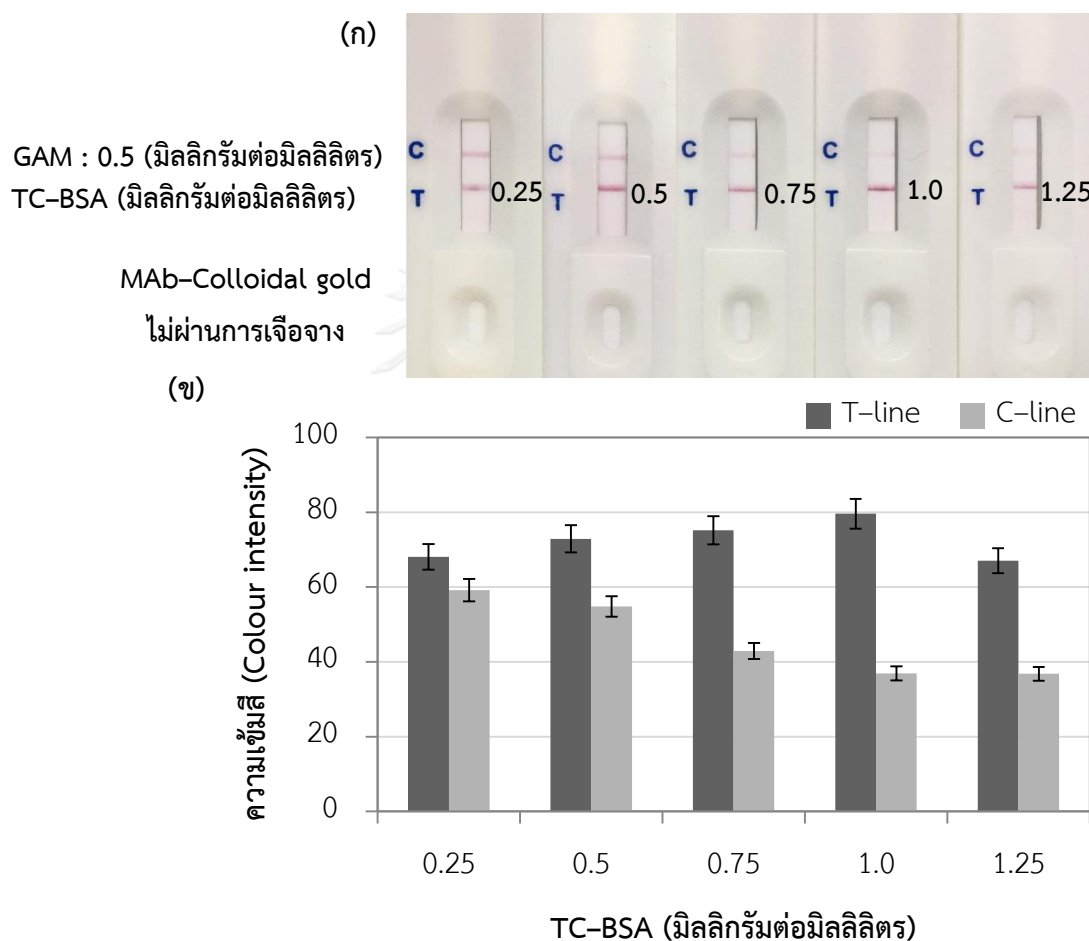 (ก)
GAM : 0.5 (มิลลิกรัมต่อมิลลิลิตร)
TC–BSA (มิลลิกรัมต่อมิลลิลิตร)
C C C C C
T T T T T
0.25 0.5 0.75 1.0 1.25
MAb–Colloidal gold
ไม่ผ่านการเจือจาง
(ข)
T–line C–line
ความเข้มสี (Colour intensity)
100
80
60
40
20
0
0.25 0.5 0.75 1.0 1.25
TC–BSA (มิลลิกรัมต่อมิลลิลิตร)